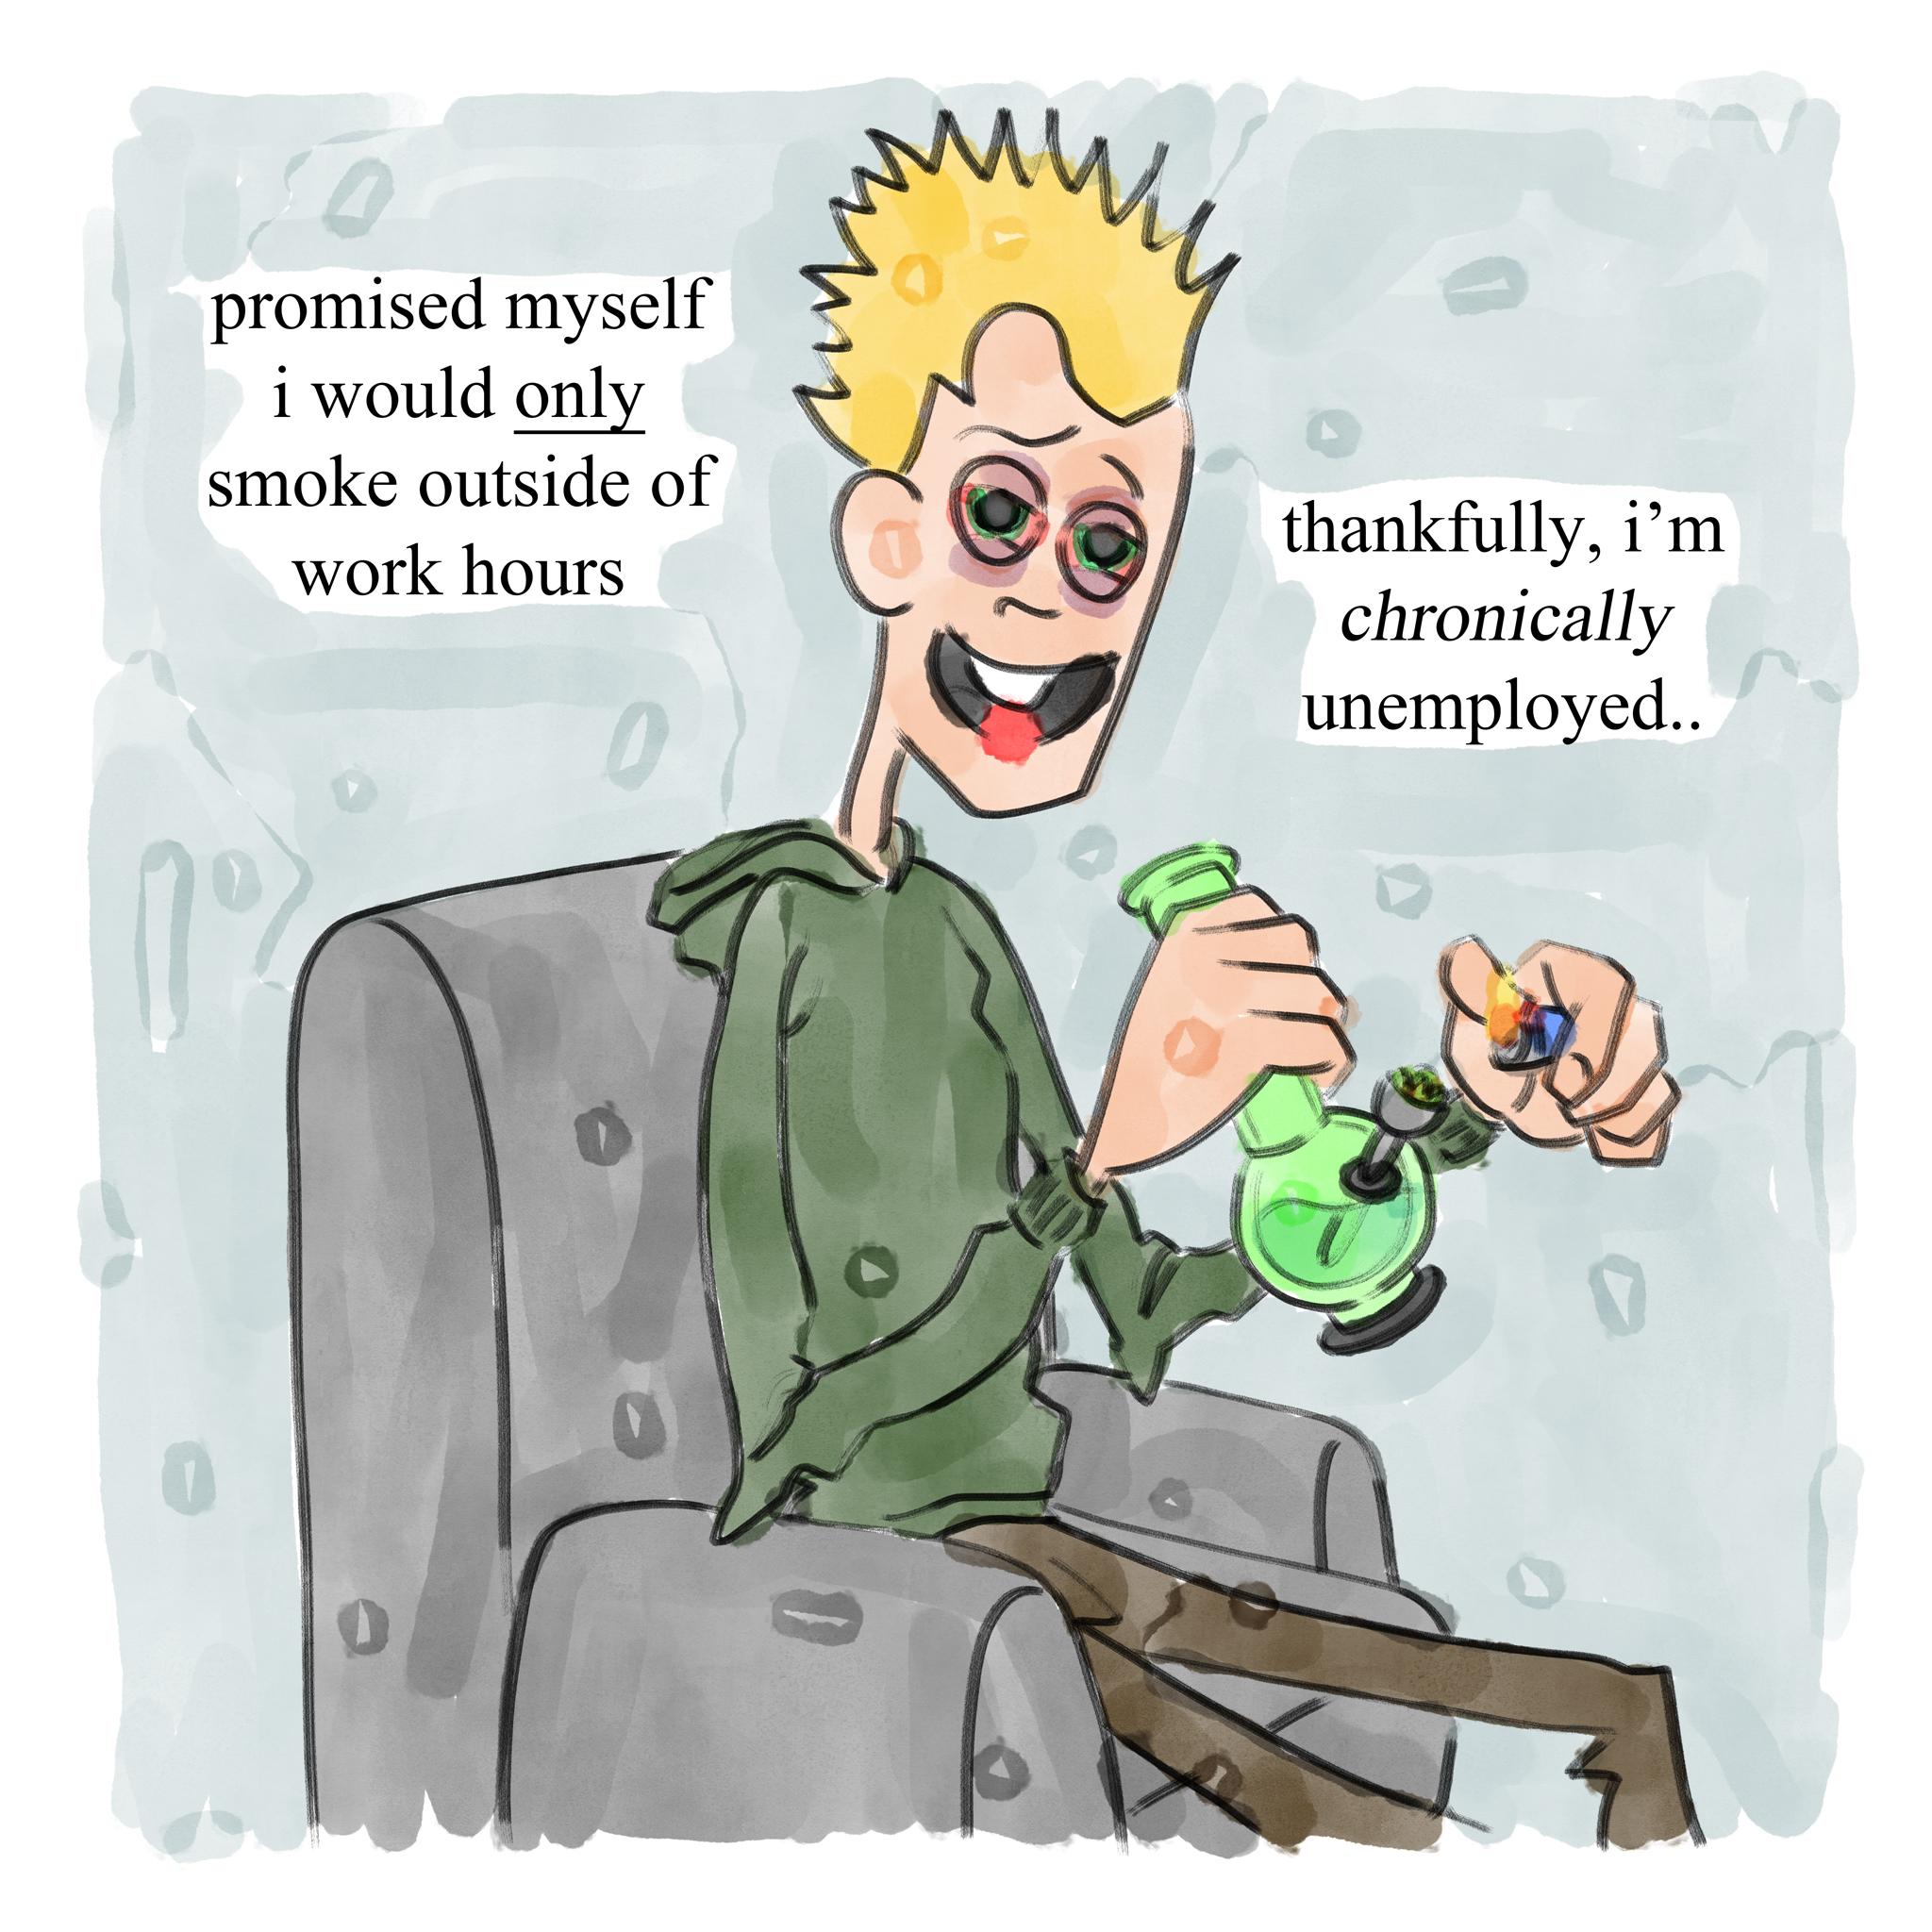 promised myself
i would only
smoke outside of
work hours
thankfully, i’m
chronically
unemployed..